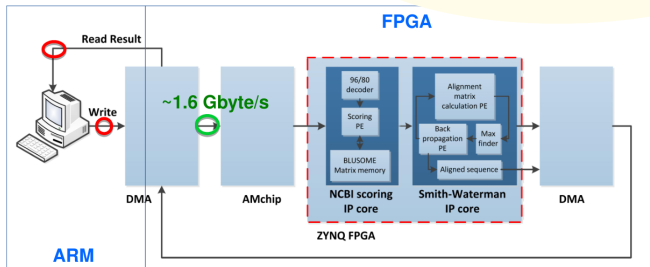 FPGA
Read Result
Write
~1.6 Gbyte/s
96/80
decoder
Scoring
PE
BLUSOME
Matrix memory
Alignment
matrix
calculation PE
Back
propagation
PE
Max
finder
Aligned sequence
DMA
AMchip
NCBI scoring
IP core
Smith-Waterman
IP core
DMA
ZYNQ FPGA
ARM